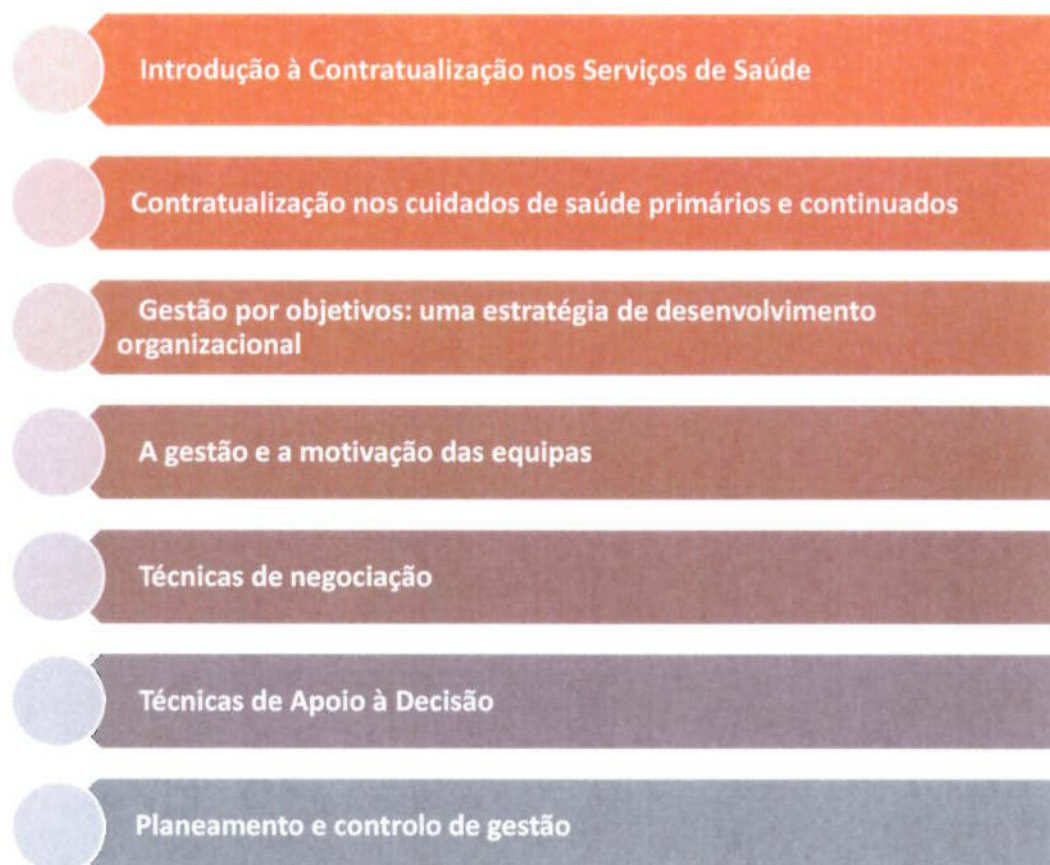 Introdução à Contratualização nos Serviços de Saúde
Contratualização nos cuidados de saúde primários e continuados
Gestão por objetivos: uma estratégia de desenvolvimento
organizacional
A gestão e a motivação das equipas
Técnicas de negociação
Técnicas de Apoio à Decisão
Planeamento e controlo de gestão